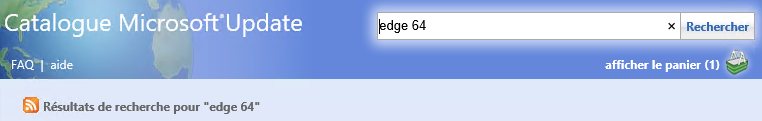 Catalogue Microsoft® Update
edge 64 × Rechercher
FAQ | aide
afficher le panier (1)
Résultats de recherche pour "edge 64"